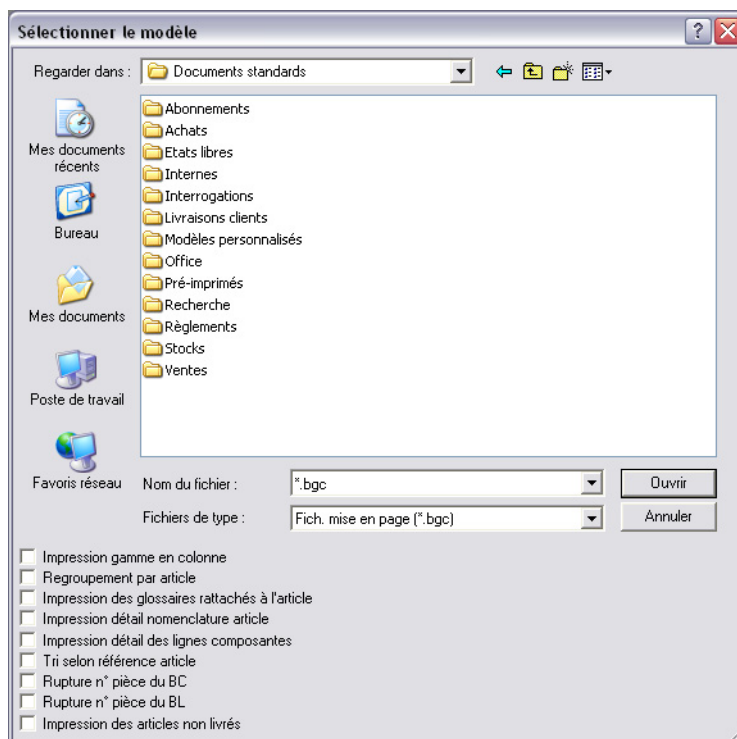 Sélectionner le modèle
Regarder dans :
Documents standards
Mes documents récents
Bureau
Mes documents
Poste de travail
Favoris réseau
Abonnements
Achats
Etats libres
Internes
Interrogations
Livraisons clients
Modèles personnalisés
Office
Pré-imprimés
Recherche
Règlements
Stocks
Ventes
Nom du fichier :
*.bgc
Ouvrir
Fichiers de type :
Fich. mise en page (*.bgc)
Annuler
Impression gamme en colonne
Regroupement par article
Impression des glossaires rattachés à l'article
Impression détail nomenclature article
Impression détail des lignes composantes
Tri selon référence article
Rupture n° pièce du BC
Rupture n° pièce du BL
Impression des articles non livrés